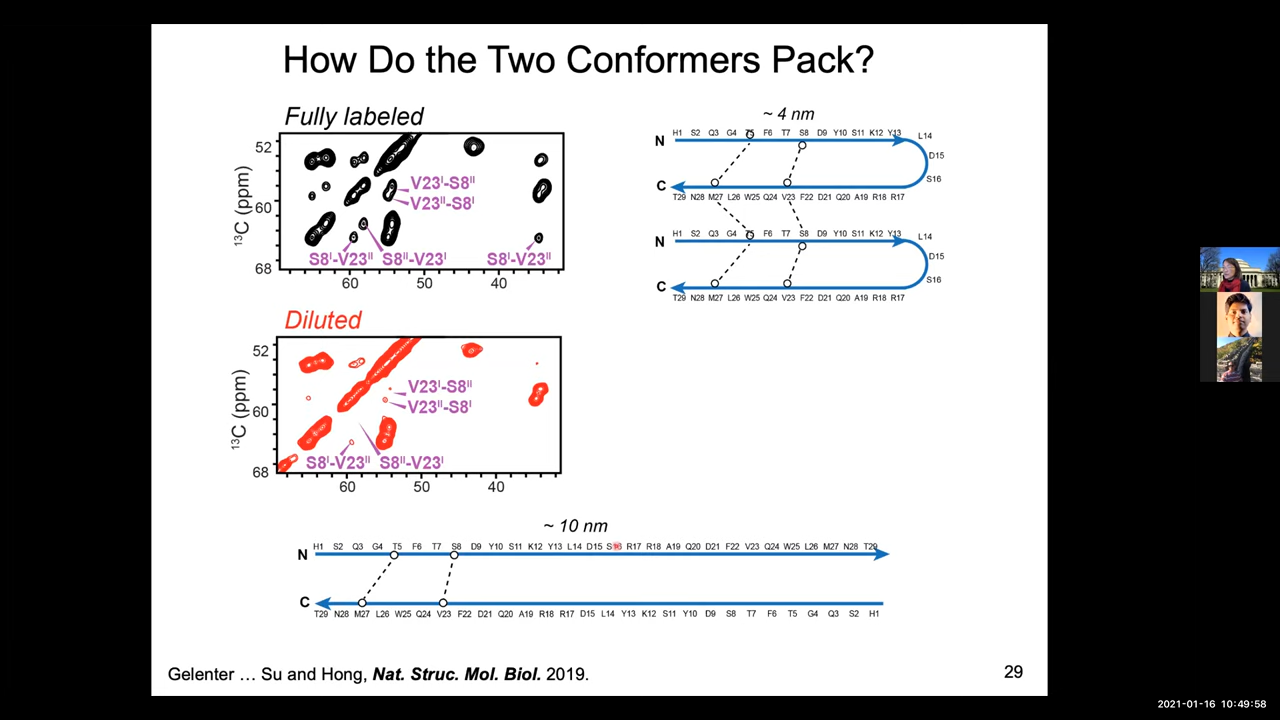 How Do the Two Conformers Pack?
Fully labeled
52
60
68
13C (ppm)
V23I-S8II
V23II-S8I
S8I-V23II S8II-V23I S8I-V23II
60 50 40
Diluted
52
60
68
13C (ppm)
V23I-S8II
V23II-S8I
S8I-V23II S8II-V23I
60 50 40
~ 4 nm
H1 S2 Q3 G4 T5 F6 T7 S8 D9 Y10 S11 K12 Y13 L14
N
D15
S16
C
T29 N28 M27 L26 W25 Q24 V23 F22 D21 Q20 A19 R18 R17
H1 S2 Q3 G4 T5 F6 T7 S8 D9 Y10 S11 K12 Y13 L14
N
D15
S16
C
T29 N28 M27 L26 W25 Q24 V23 F22 D21 Q20 A19 R18 R17
~ 10 nm
H1 S2 Q3 G4 T5 F6 T7 S8 D9 Y10 S11 K12 Y13 L14 D15 S16 R17 R18 A19 Q20 D21 F22 V23 Q24 W25 L26 M27 N28 T29
N
C
T29 N28 M27 L26 W25 Q24 V23 F22 D21 Q20 A19 R18 R17 D15 L14 Y13 K12 S11 Y10 D9 S8 T7 F6 T5 G4 Q3 S2 H1
Gelenter … Su and Hong, Nat. Struc. Mol. Biol. 2019.
29
2021-01-16 10:49:58